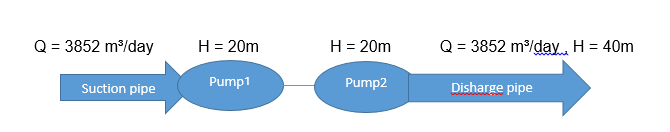 Q = 3852 m³/day H = 20m H = 20m Q = 3852 m³/day , H = 40m
Suction pipe Pump1 Pump2 Disharge pipe